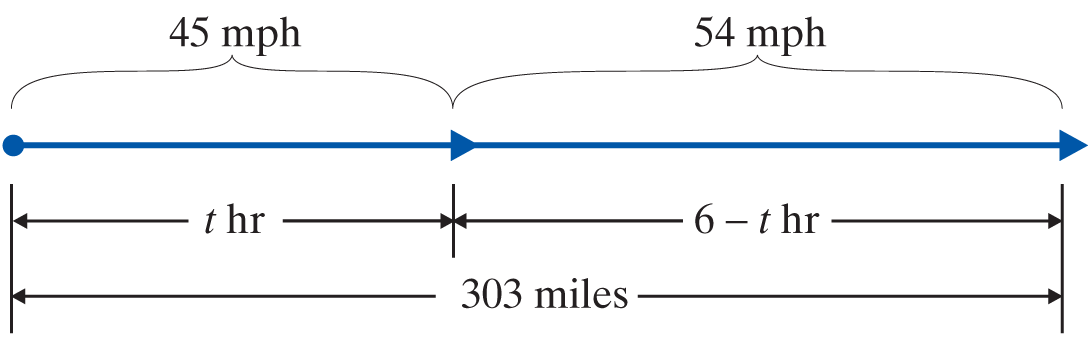 45 mph 54 mph
t hr 6 – t hr
303 miles